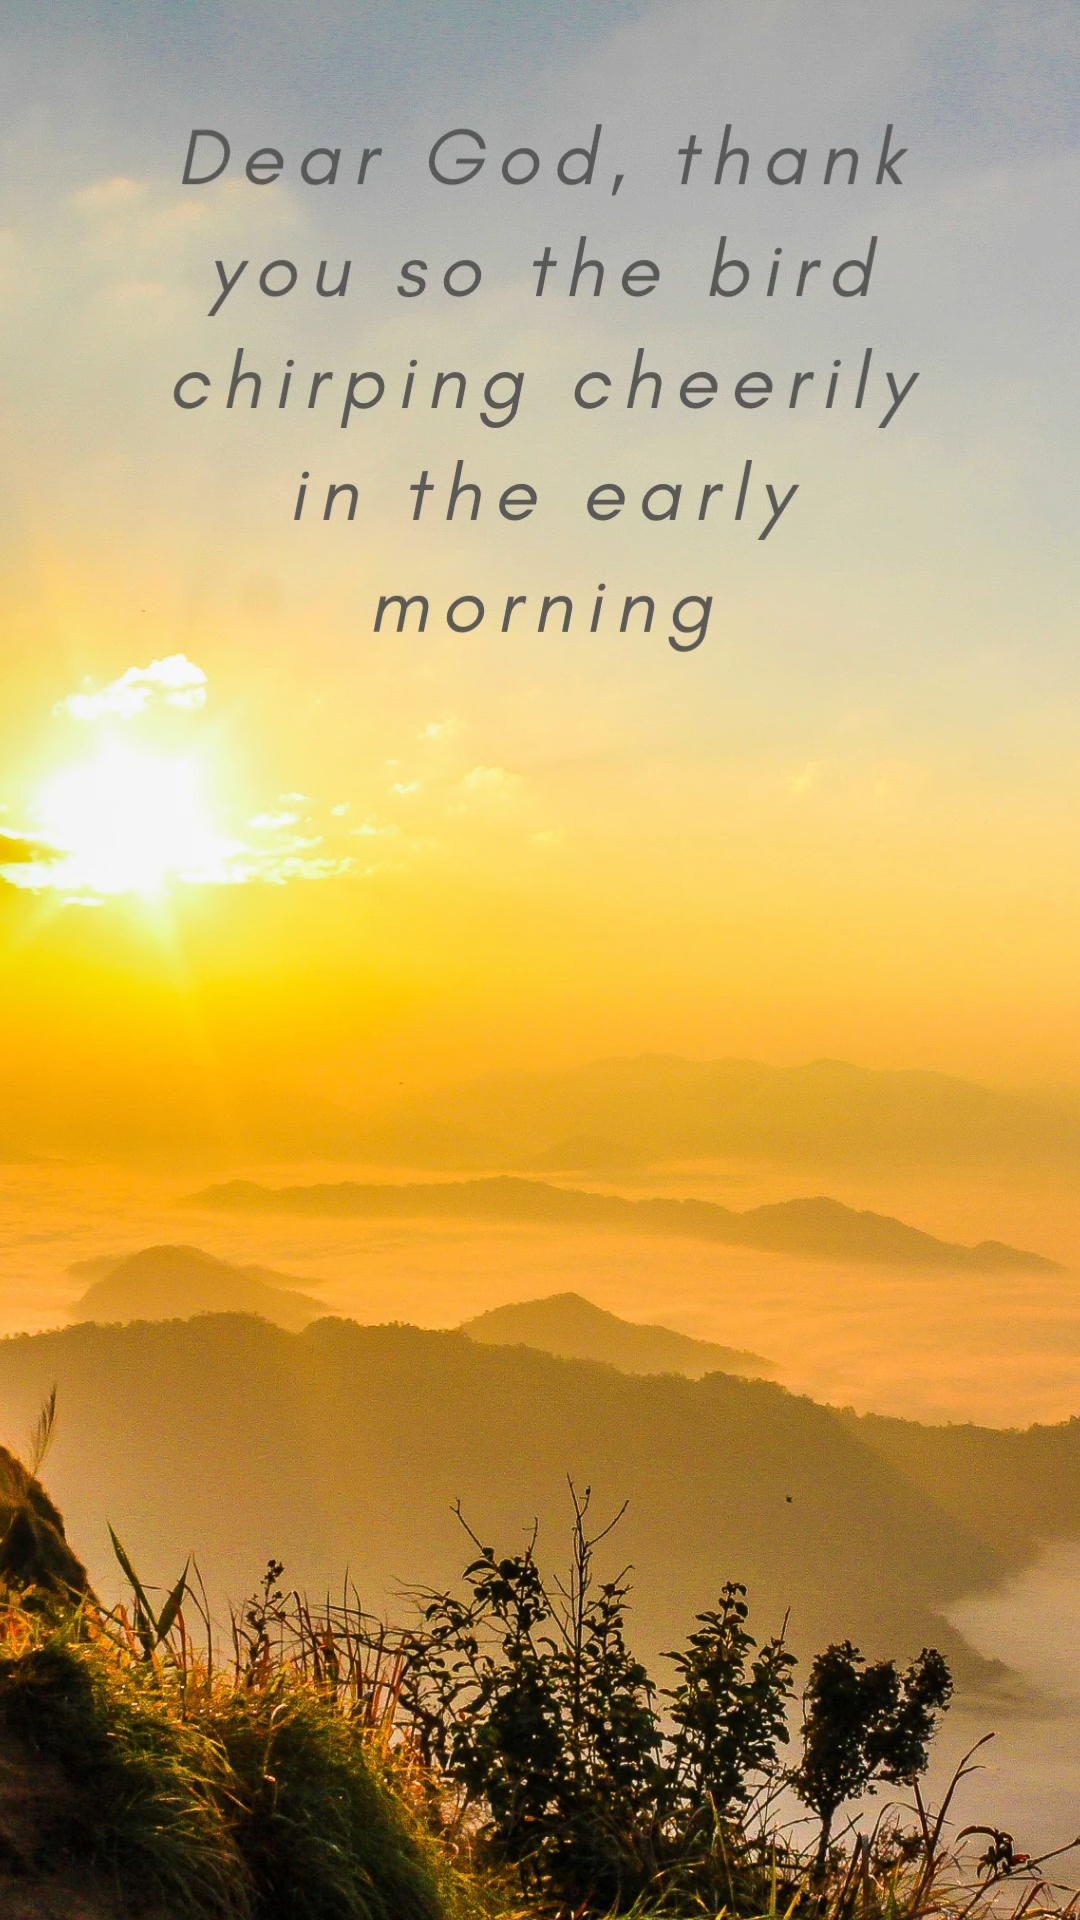 Dear God, thank
you so the bird
chirping cheerily
in the early
morning